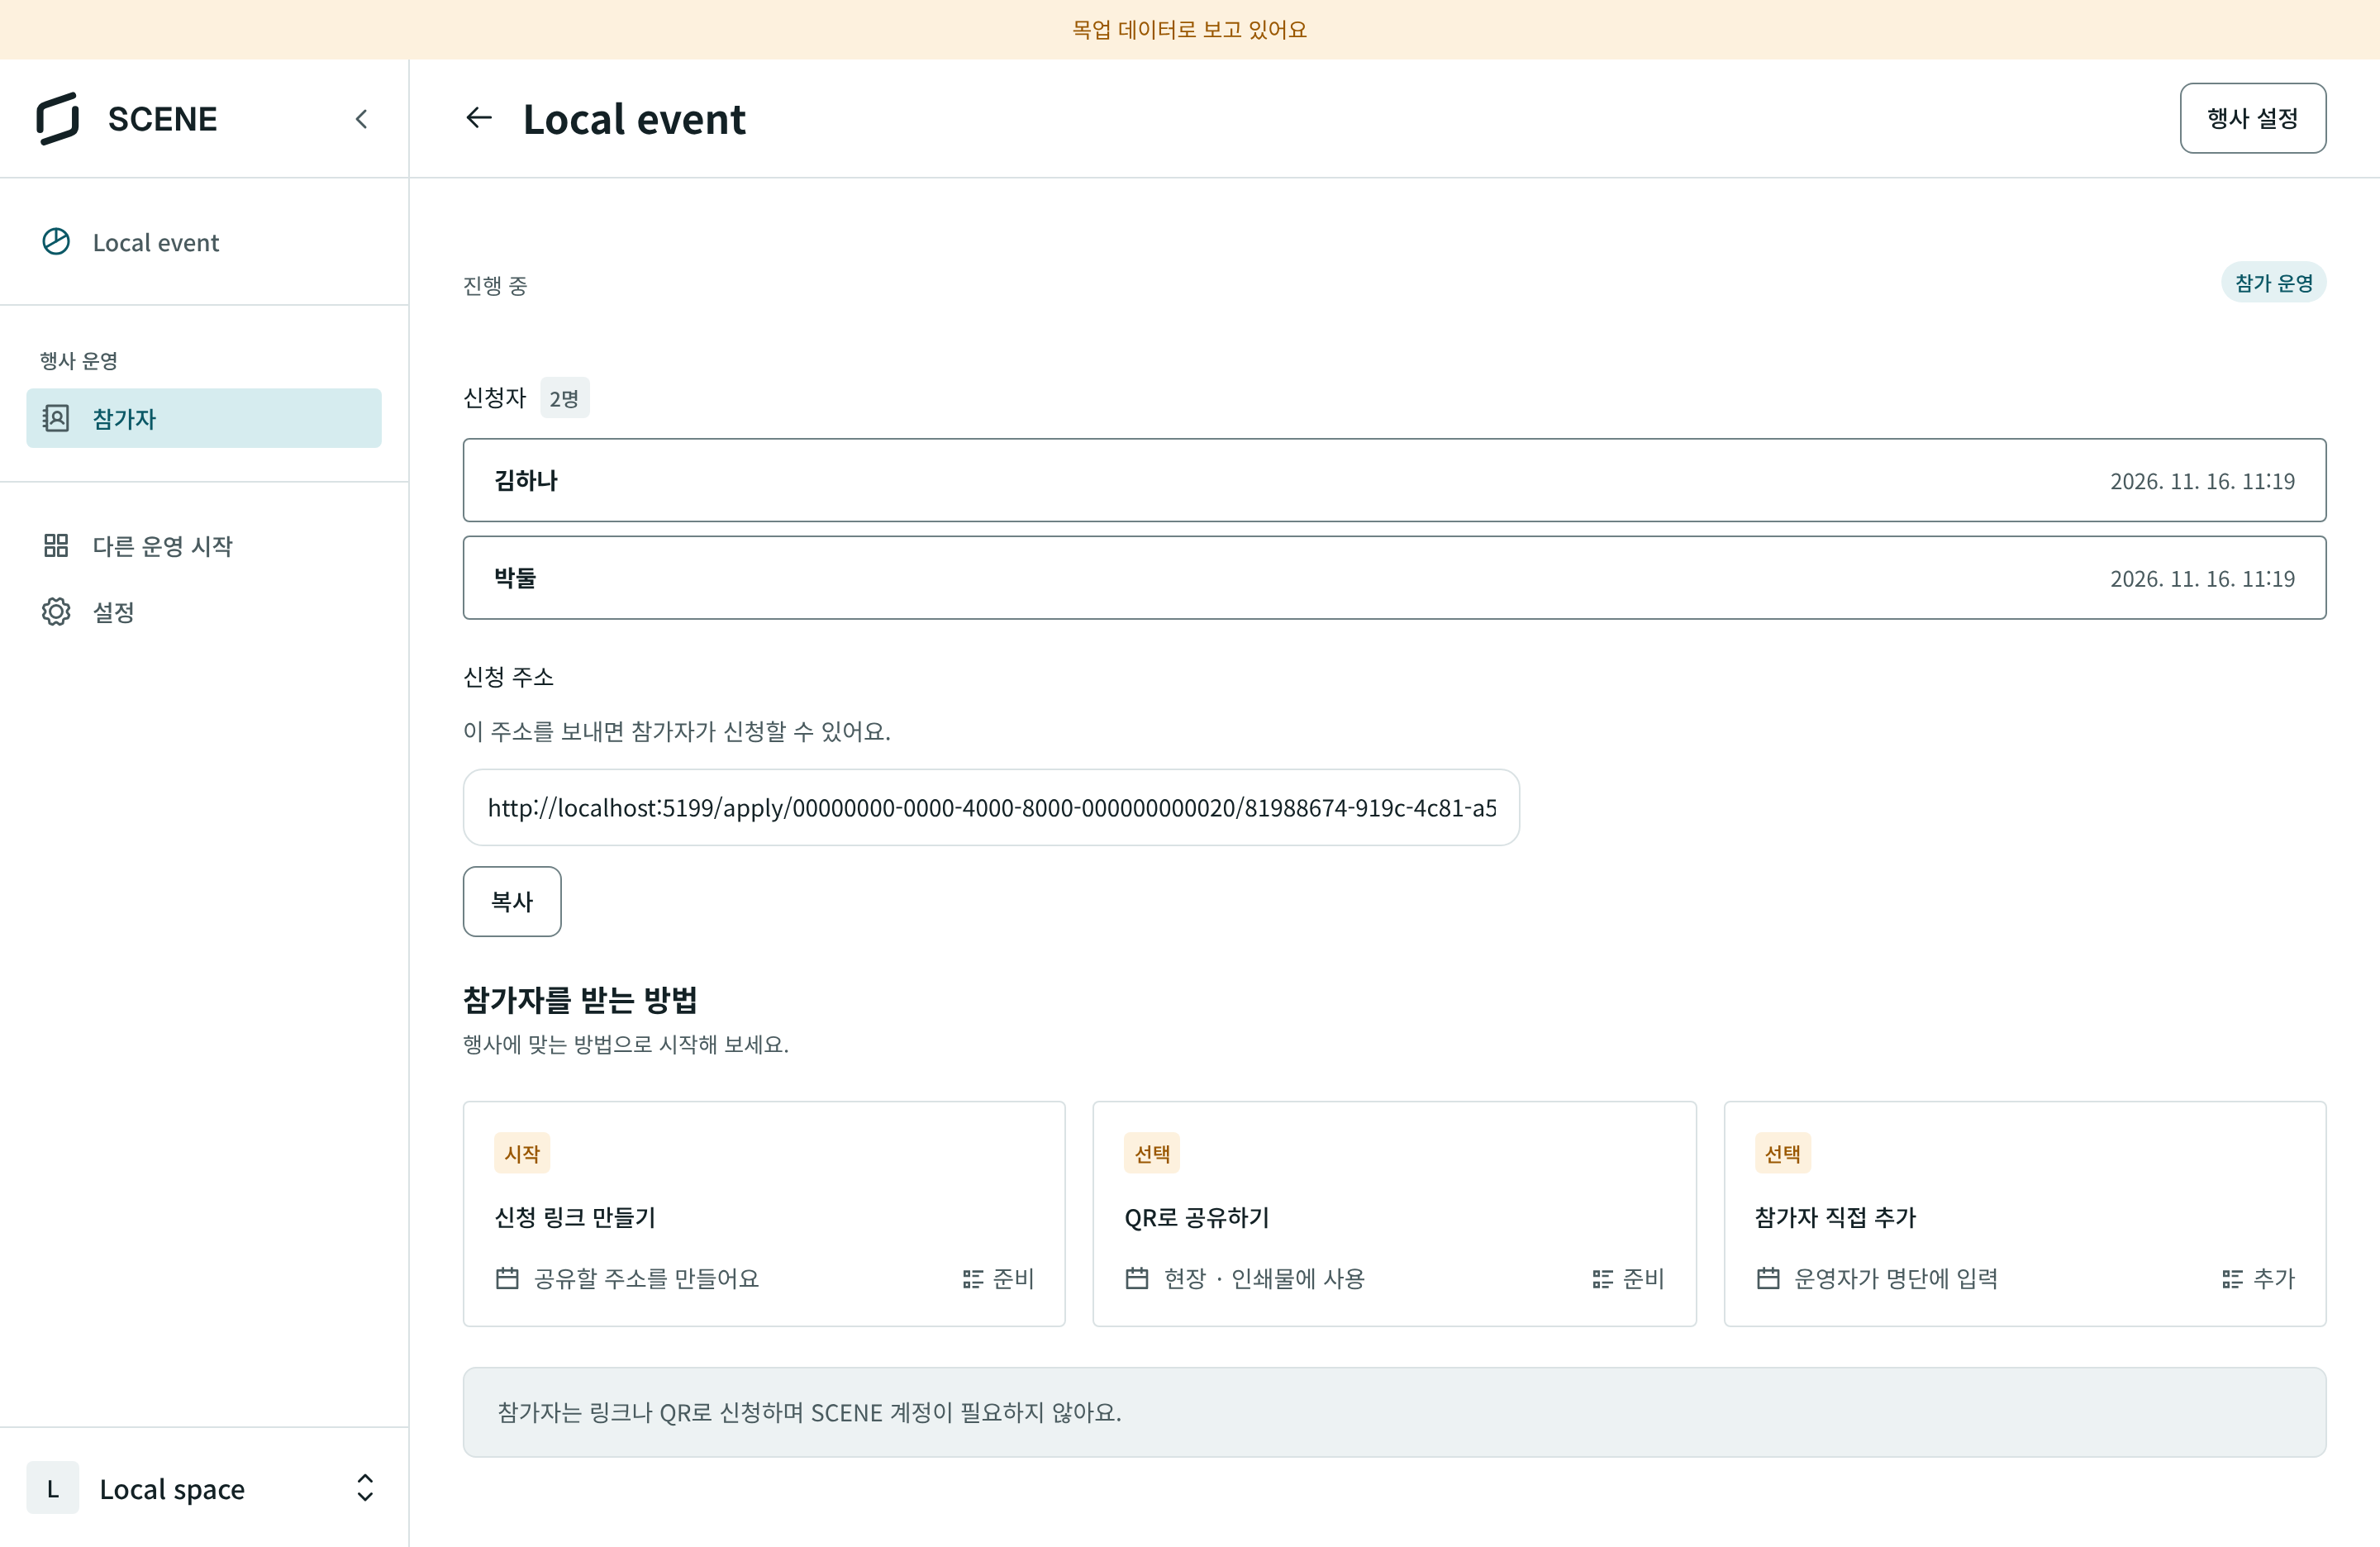 목업 데이터로 보고 있어요
SCENE
Local event
행사 설정
Local event
행사 운영
참가자
다른 운영 시작
설정
L
Local space
진행 중
참가 운영
신청자 2명
김하나 2026. 11. 16. 11:19
박둘 2026. 11. 16. 11:19
신청 주소
이 주소를 보내면 참가자가 신청할 수 있어요.
http://localhost:5199/apply/00000000-0000-4000-8000-000000000020/81988674-919c-4c81-a5
복사
참가자를 받는 방법
행사에 맞는 방법으로 시작해 보세요.
시작
신청 링크 만들기
공유할 주소를 만들어요 준비
선택
QR로 공유하기
현장 · 인쇄물에 사용 준비
선택
참가자 직접 추가
운영자가 명단에 입력 추가
참가자는 링크나 QR로 신청하며 SCENE 계정이 필요하지 않아요.